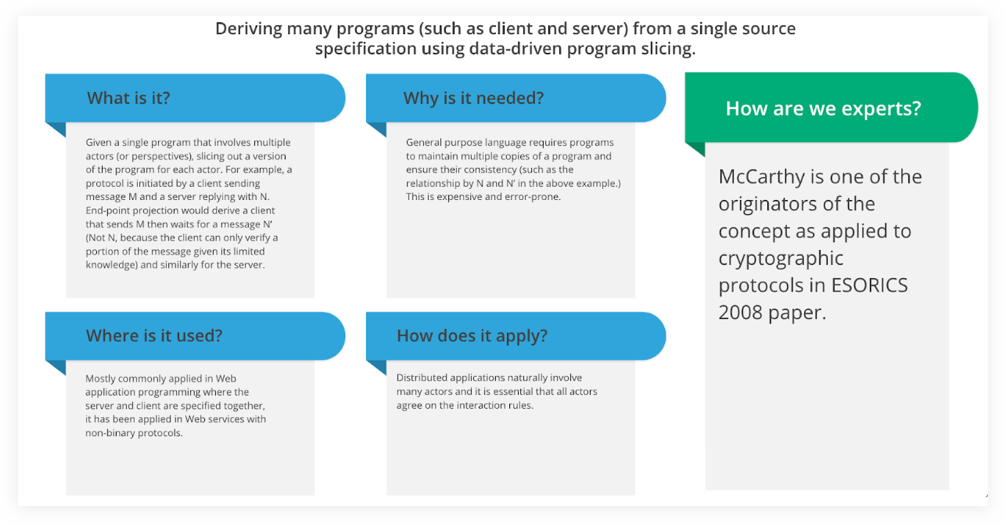 Deriving many programs (such as client and server) from a single source
specification using data-driven program slicing.
What is it?
Given a single program that involves multiple
actors (or perspectives), slicing out a version
of the program for each actor. For example, a
protocol is initiated by a client sending
message M and a server replying with N.
End-point projection would derive a client
that sends M then waits for a message N’
(Not N, because the client can only verify a
portion of the message given its limited
knowledge) and similarly for the server.
Why is it needed?
General purpose language requires programs
to maintain multiple copies of a program and
ensure their consistency (such as the
relationship by N and N’ in the above example.)
This is expensive and error-prone.
How are we experts?
McCarthy is one of the
originators of the
concept as applied to
cryptographic
protocols in ESORICS
2008 paper.
Where is it used?
Mostly commonly applied in Web
application programming where the
server and client are specified together,
it has been applied in Web services with
non-binary protocols.
How does it apply?
Distributed applications naturally involve
many actors and it is essential that all actors
agree on the interaction rules.